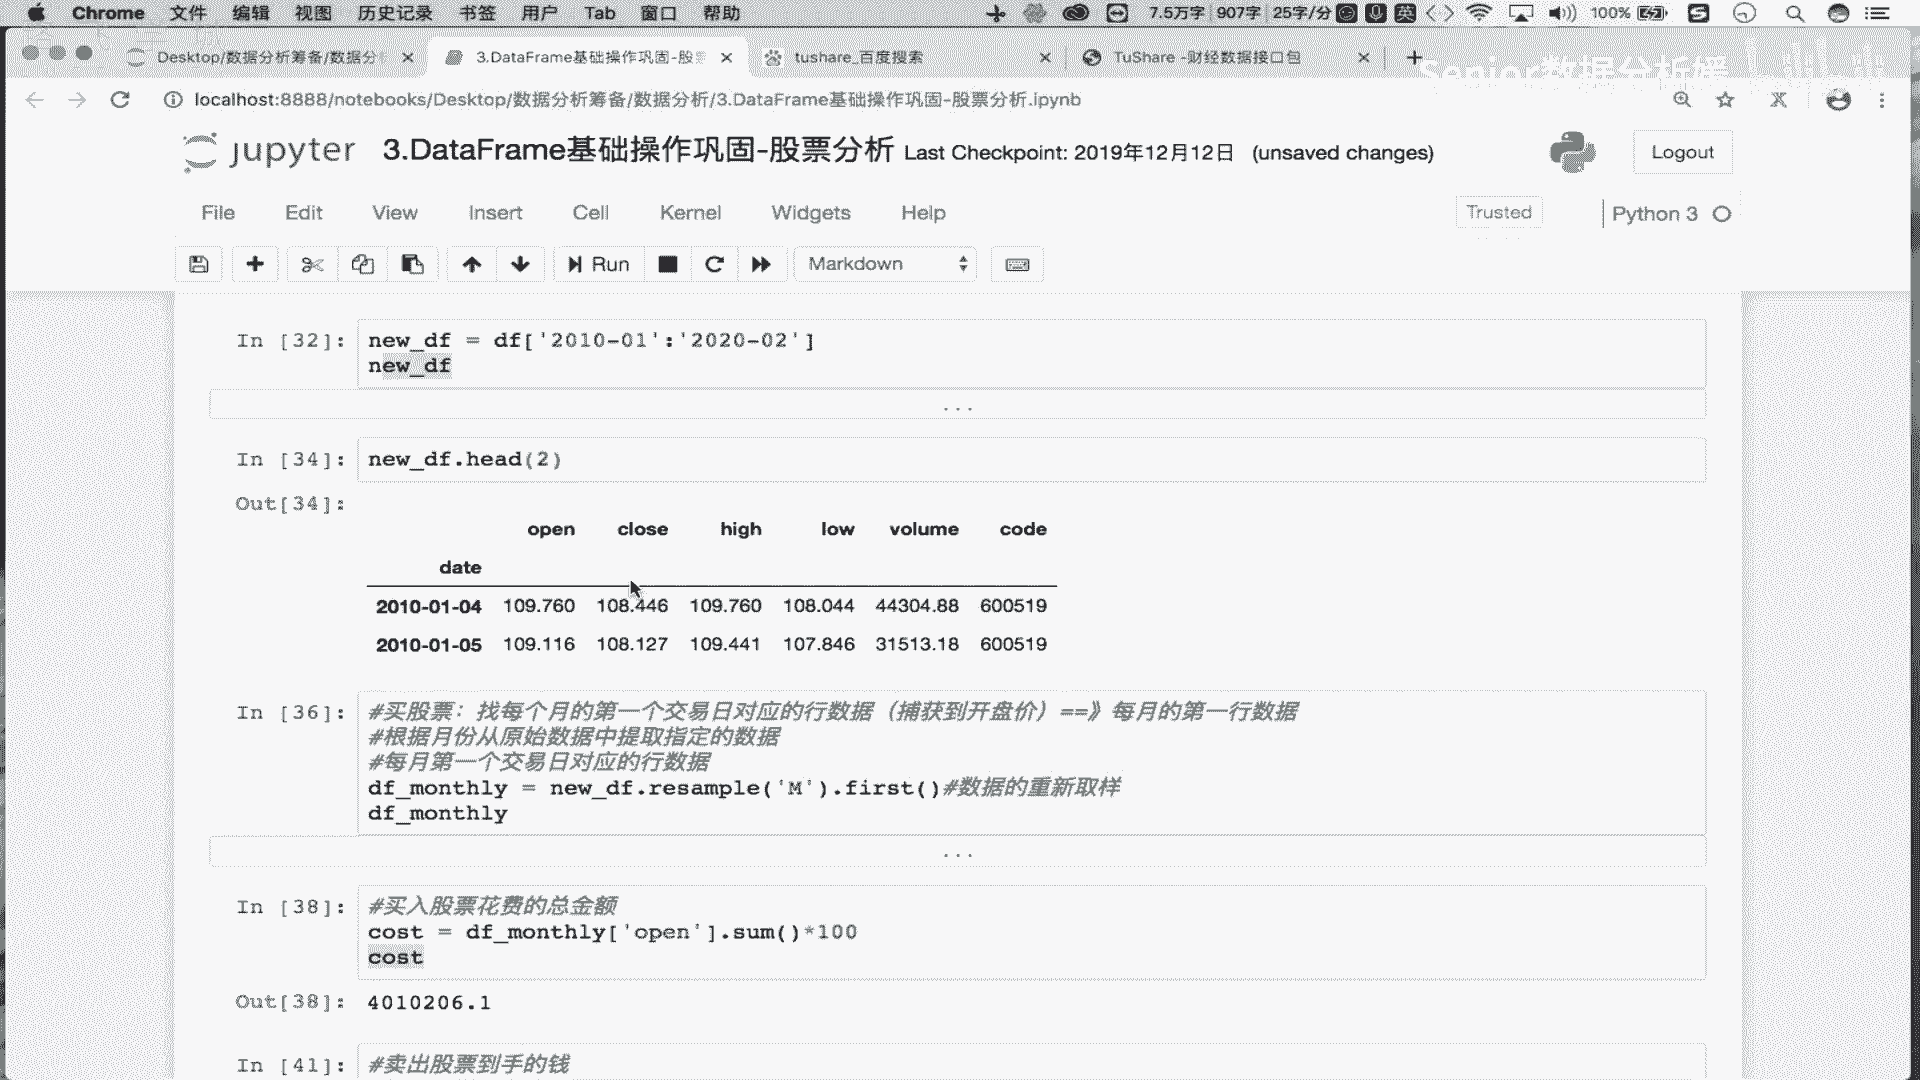 Chrome 文件 编辑 视图 历史记录 书签 用户 Tab 窗口 帮助 7.5万字 907字 25字/分 英 100%
Desktop/数据分析筹备/数据分 3.DataFrame基础操作巩固-股 tushare_百度搜索 TuShare -财经数据接口包
Senior数据分析媛
localhost:8888/notebooks/Desktop/数据分析筹备/数据分析/3.DataFrame基础操作巩固-股票分析.ipynb
jupyter 3.DataFrame基础操作巩固-股票分析 Last Checkpoint: 2019年12月12日 (unsaved changes) Logout
File Edit View Insert Cell Kernel Widgets Help Trusted Python 3
Run Markdown
In [32]: new_df = df['2010-01':'2020-02']
new_df
...
In [34]: new_df.head(2)
Out[34]:
open close high low volume code
date
2010-01-04 109.760 108.446 109.760 108.044 44304.88 600519
2010-01-05 109.116 108.127 109.441 107.846 31513.18 600519
In [36]: #买股票：找每个月的第一个交易日对应的行数据（捕获到开盘价）==》每月的第一行数据
#根据月份从原始数据中提取指定的数据
#每月第一个交易日对应的行数据
df_monthly = new_df.resample('M').first()#数据的重新取样
df_monthly
...
In [38]: #买入股票花费的总金额
cost = df_monthly['open'].sum()*100
cost
Out[38]: 4010206.1
In [41]: #卖出股票到手的钱